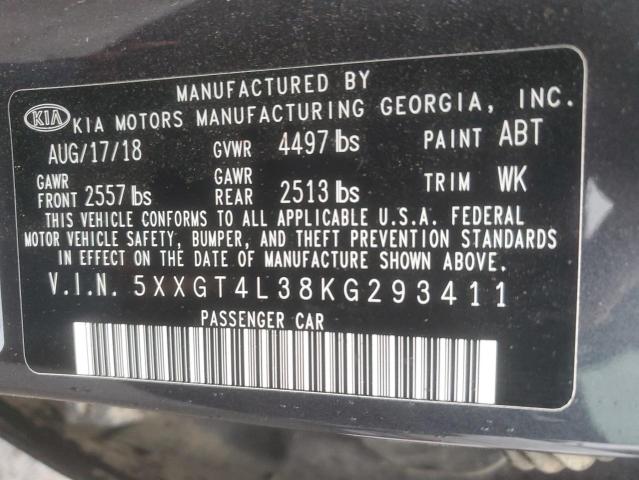 MANUFACTURED BY
KIA KIA MOTORS MANUFACTURING GEORGIA, INC.
AUG/17/18 GVWR 4497 lbs PAINT ABT
GAWR FRONT 2557 lbs GAWR REAR 2513 lbs TRIM WK
THIS VEHICLE CONFORMS TO ALL APPLICABLE U.S.A. FEDERAL
MOTOR VEHICLE SAFETY, BUMPER, AND THEFT PREVENTION STANDARDS
IN EFFECT ON THE DATE OF MANUFACTURE SHOWN ABOVE.
V.I.N. 5XXGT4L38KG293411
PASSENGER CAR